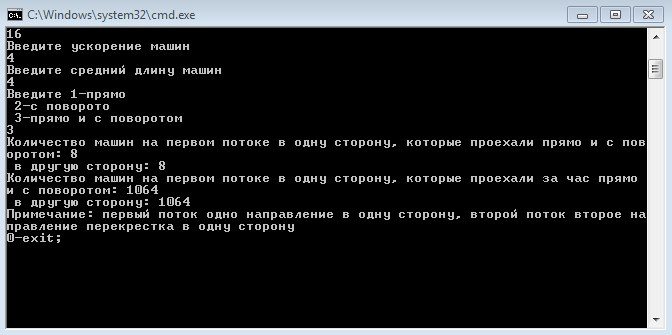 C:\Windows\system32\cmd.exe
16
Введите ускорение машин
4
Введите средний длину машин
4
Введите 1-прямо
2-с поворото
3-прямо и с поворотом
3
Количество машин на первом потоке в одну сторону, которые проехали прямо и с пов
оротом: 8
в другую сторону: 8
Количество машин на первом потоке в одну сторону, которые проехали за час прямо
и с поворотом: 1064
в другую сторону: 1064
Примечание: первый поток одно направление в одну сторону, второй поток второе на
правление перекрестка в одну сторону
0-exit;